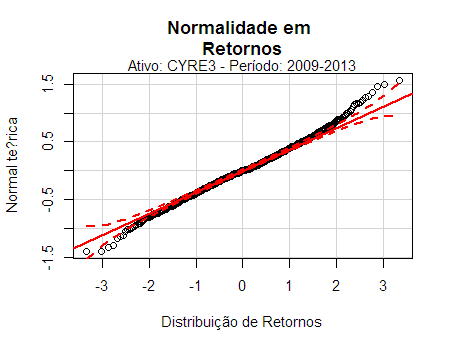 Normalidade em
Retornos
Ativo: CYRE3 - Período: 2009-2013
Normal te?rica
1.5
0.5
-0.5
-1.5
-3
-2
-1
0
1
2
3
Distribuição de Retornos